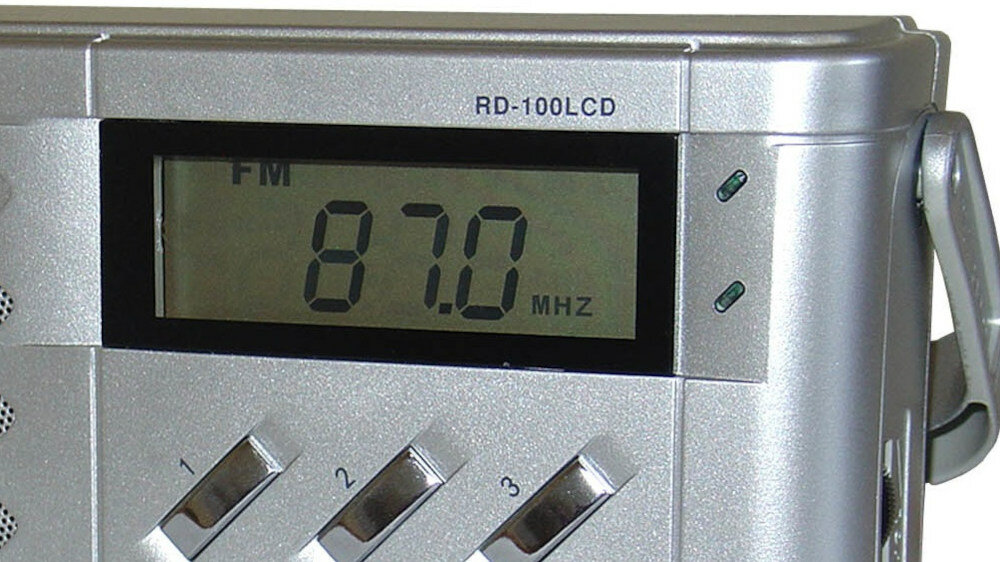 RD-100LCD
FM
87.0 MHZ
1 2 3